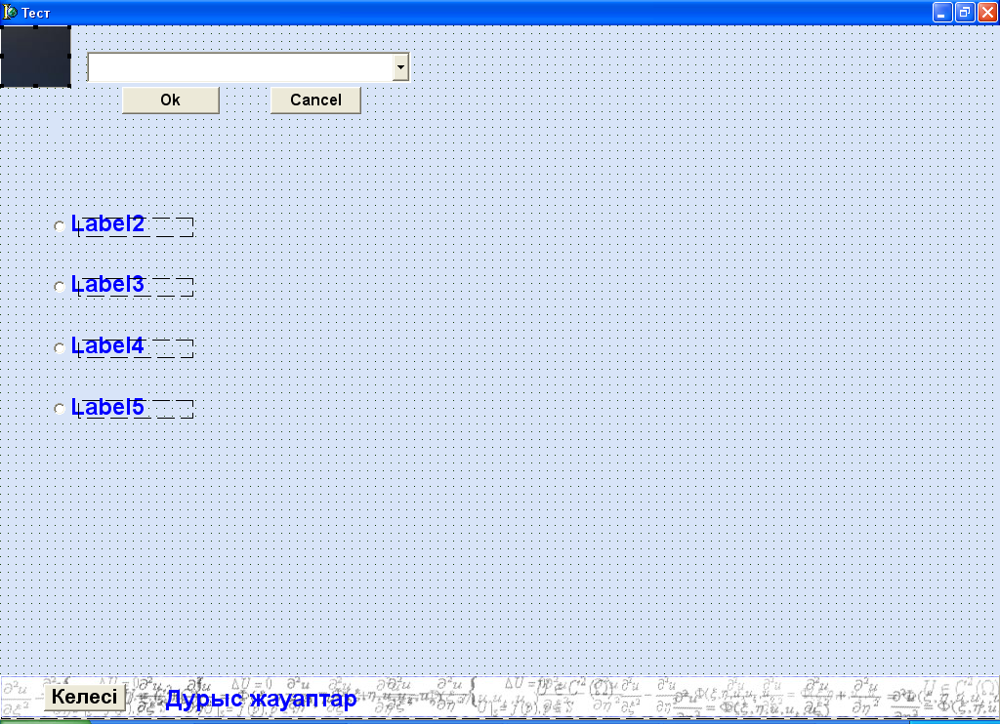 Тест
Ok
Cancel
Label2
Label3
Label4
Label5
Келесі
Дурыс жауаптар